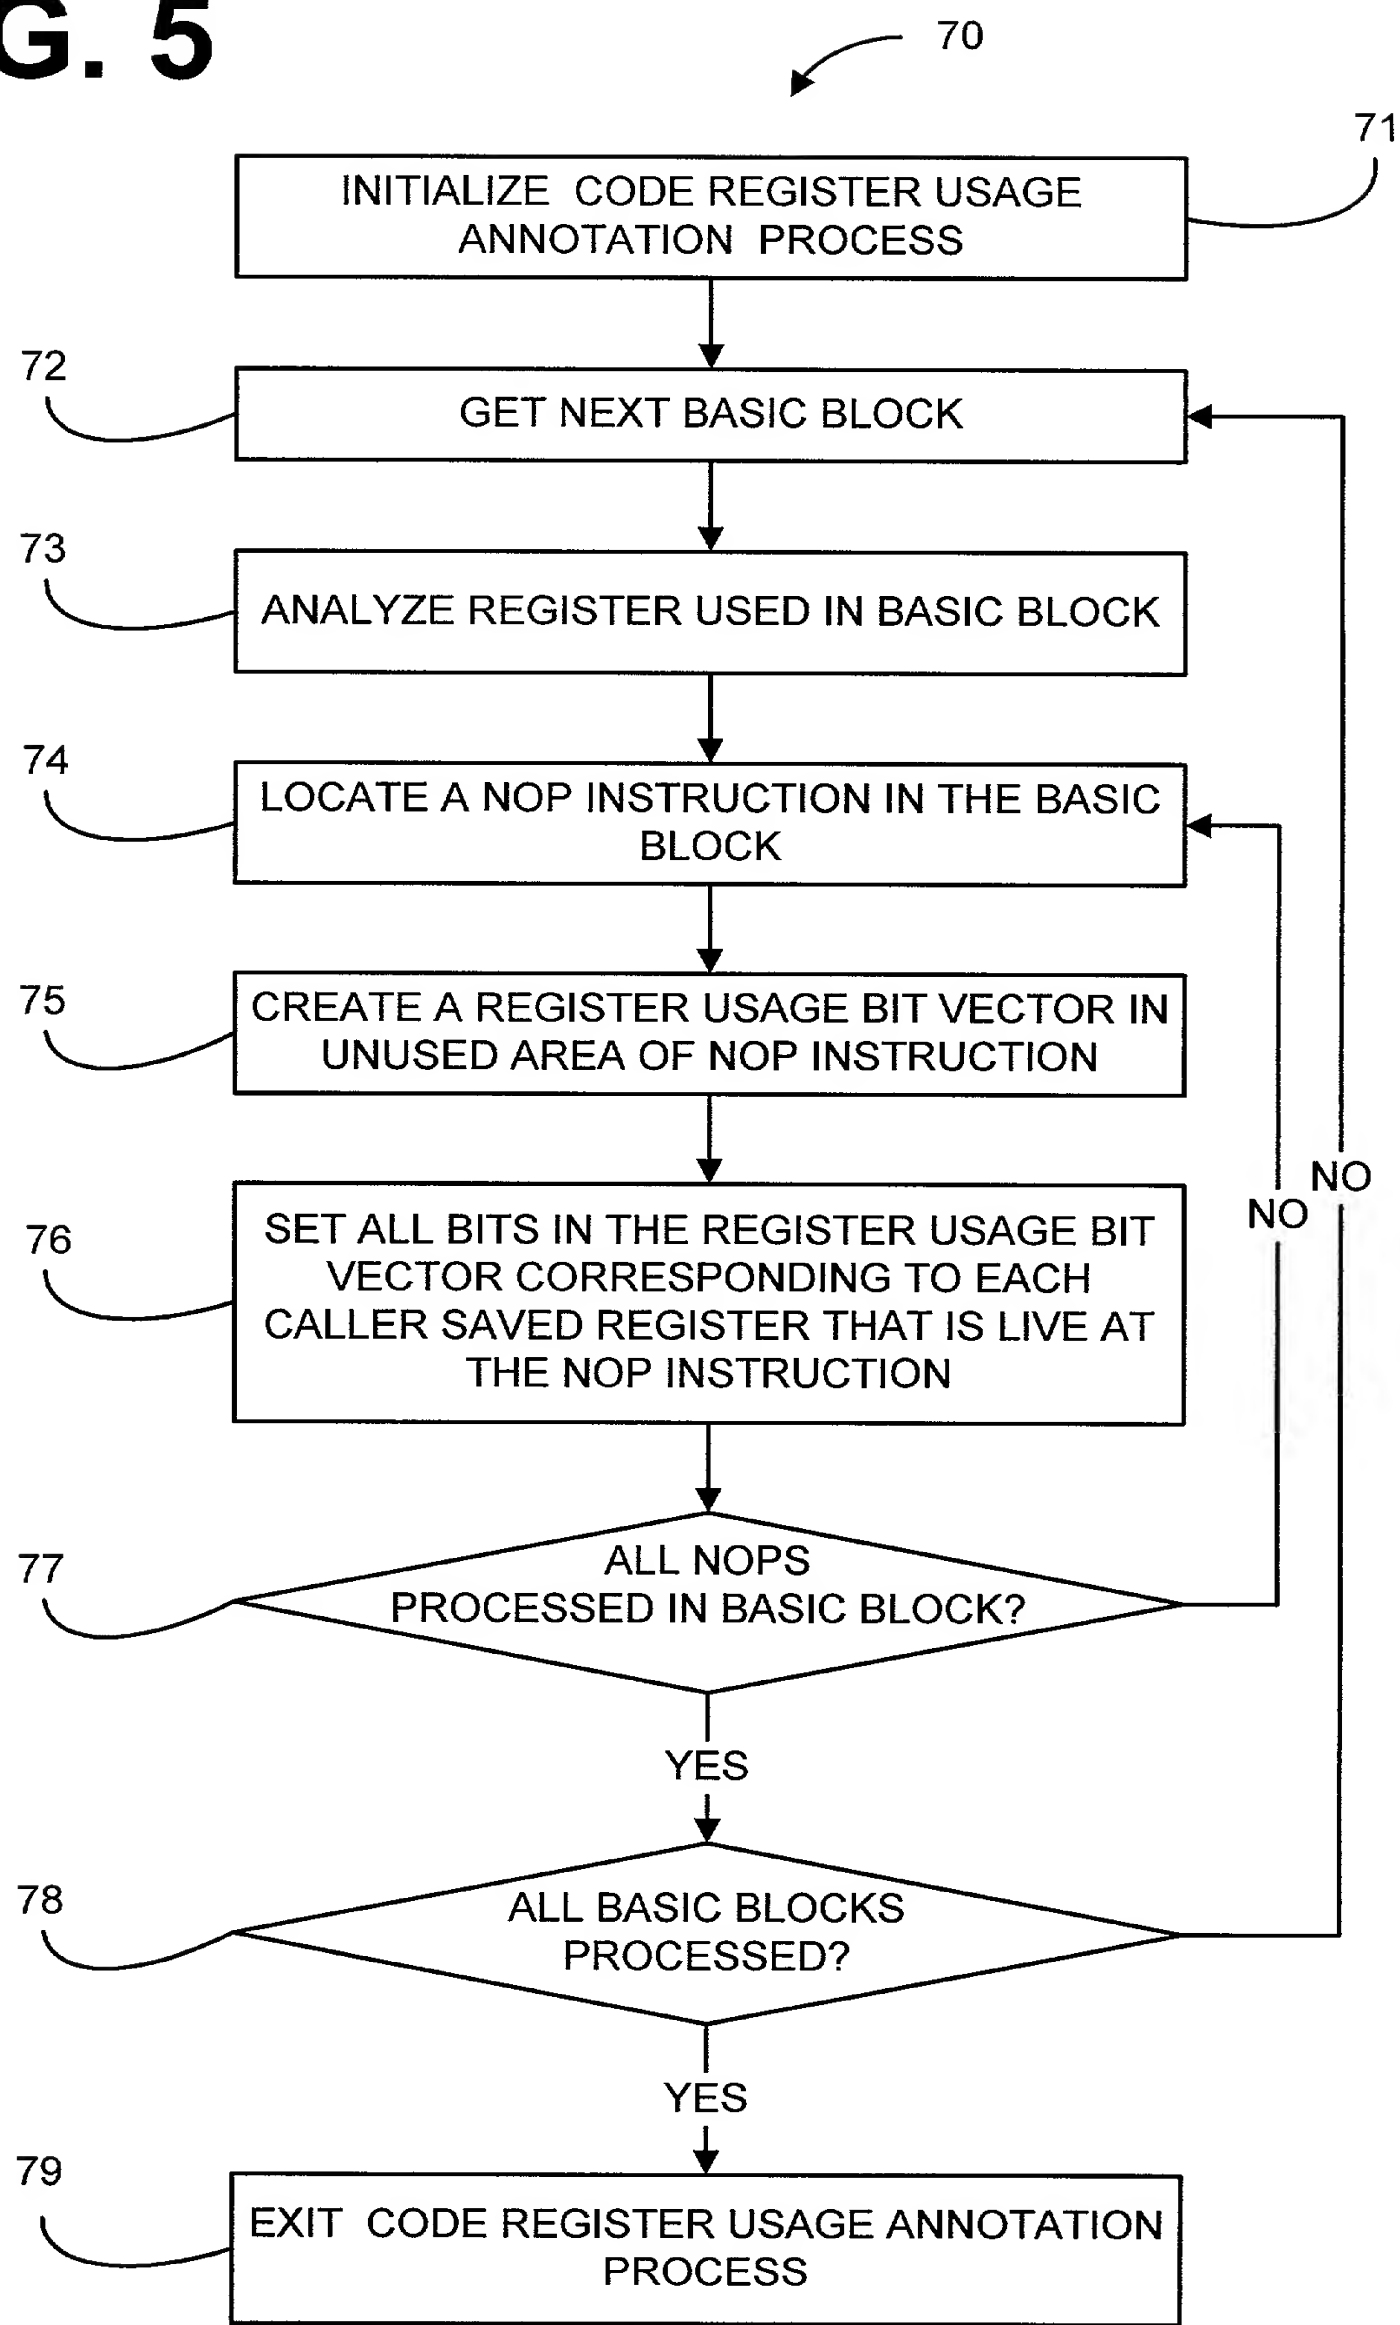 G. 5
70
71
INITIALIZE CODE REGISTER USAGE
ANNOTATION PROCESS
72
GET NEXT BASIC BLOCK
73
ANALYZE REGISTER USED IN BASIC BLOCK
74
LOCATE A NOP INSTRUCTION IN THE BASIC
BLOCK
75
CREATE A REGISTER USAGE BIT VECTOR IN
UNUSED AREA OF NOP INSTRUCTION
NO
NO
76
SET ALL BITS IN THE REGISTER USAGE BIT
VECTOR CORRESPONDING TO EACH
CALLER SAVED REGISTER THAT IS LIVE AT
THE NOP INSTRUCTION
77
ALL NOPS
PROCESSED IN BASIC BLOCK?
YES
78
ALL BASIC BLOCKS
PROCESSED?
YES
79
EXIT CODE REGISTER USAGE ANNOTATION
PROCESS